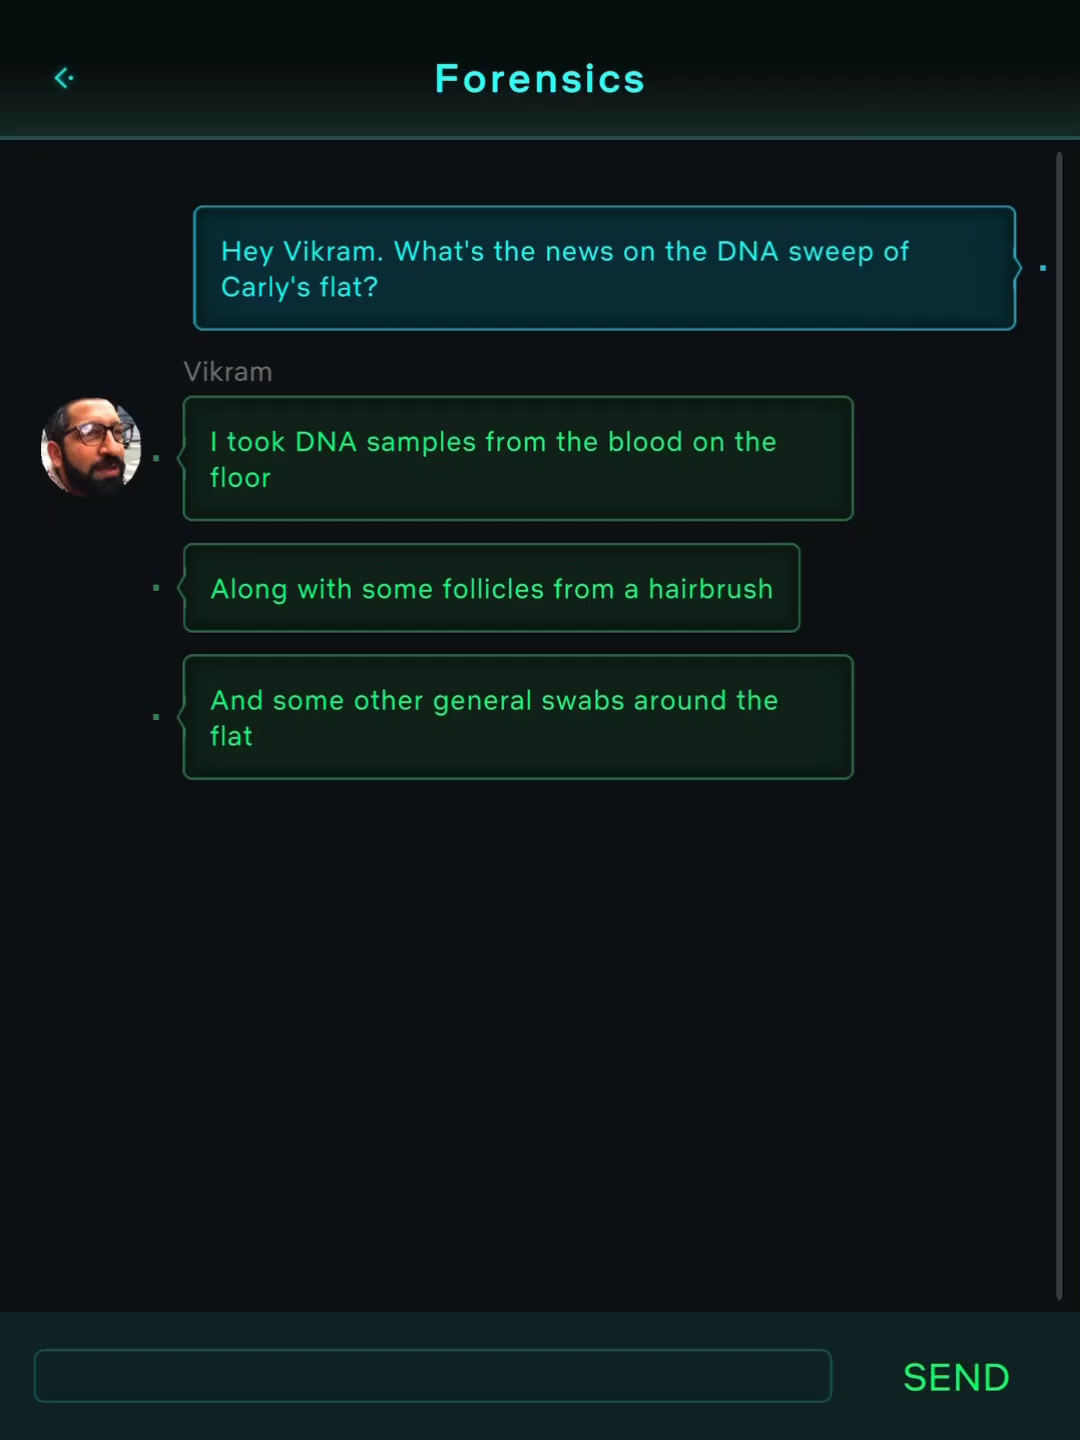 Forensics
Hey Vikram. What's the news on the DNA sweep of
Carly's flat?
Vikram
I took DNA samples from the blood on the
floor
Along with some follicles from a hairbrush
And some other general swabs around the
flat
SEND